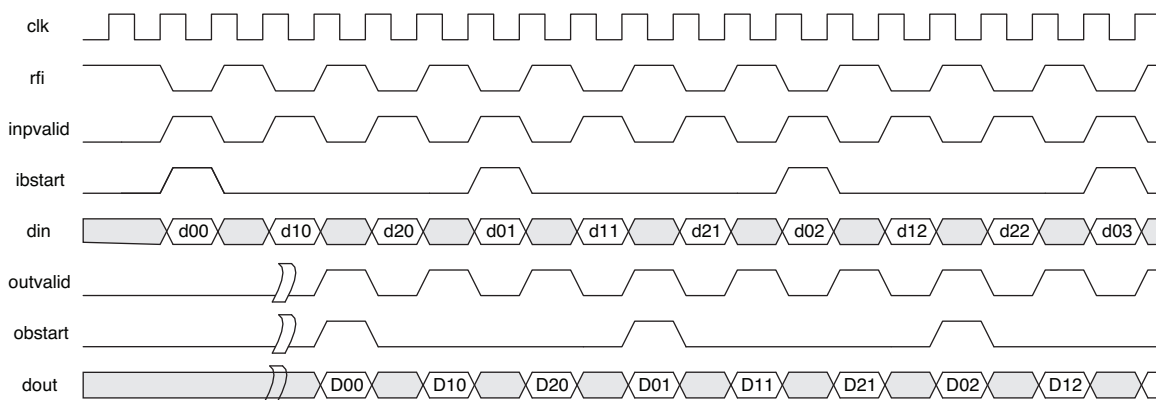 clk
rfi
inpvalid
ibstart
din d00 d10 d20 d01 d11 d21 d02 d12 d22 d03
outvalid
obstart
dout D00 D10 D20 D01 D11 D21 D02 D12